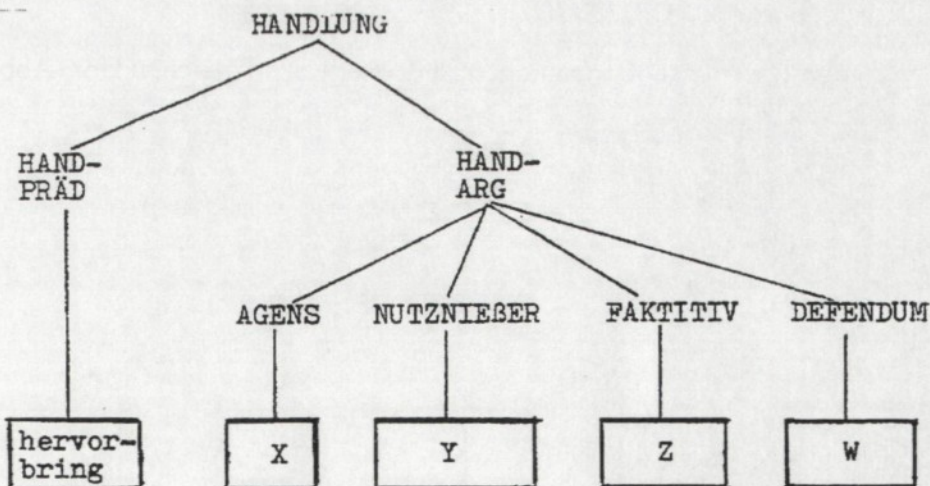 HANDLUNG
HAND-
PRÄD
HAND-
ARG
AGENS NUTZNIEßER FAKTITIV DEFENDUM
hervor-
bring
X Y Z W